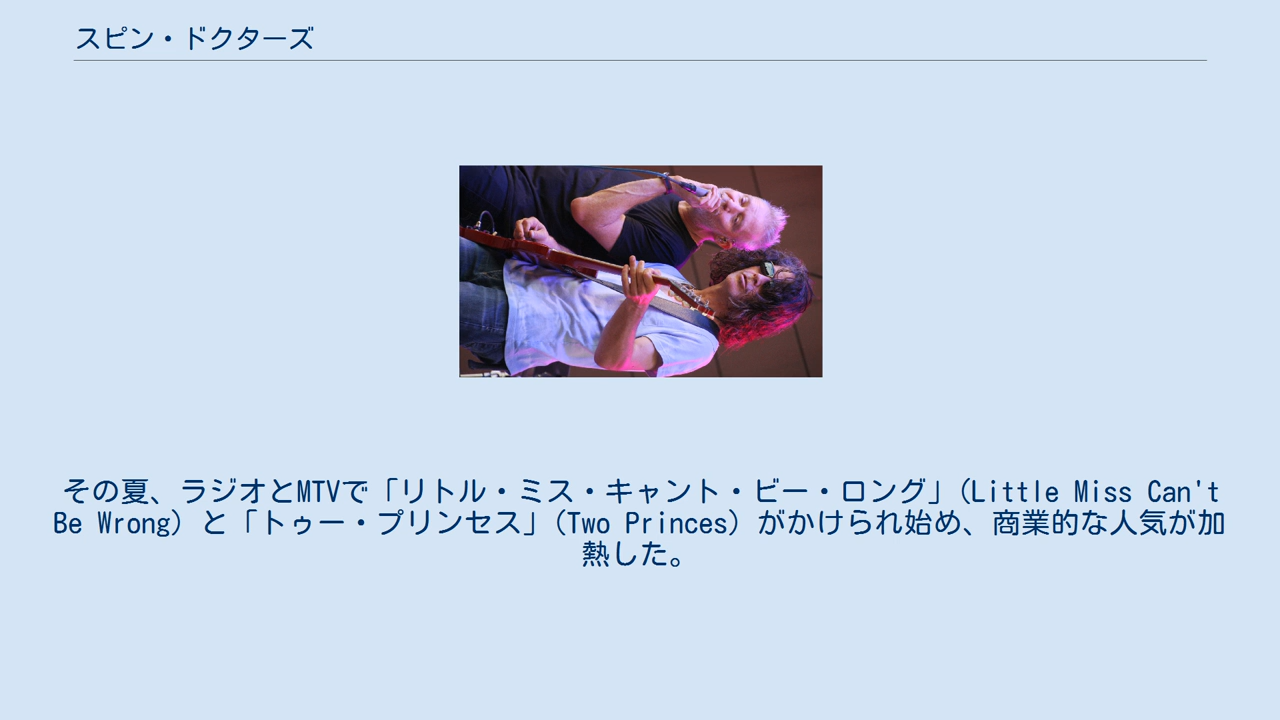 スピン・ドクターズ
その夏、ラジオとMTVで「リトル・ミス・キャント・ビー・ロング」(Little Miss Can't
Be Wrong) と「トゥー・プリンセス」(Two Princes) がかけられ始め、商業的な人気が加
熱した。